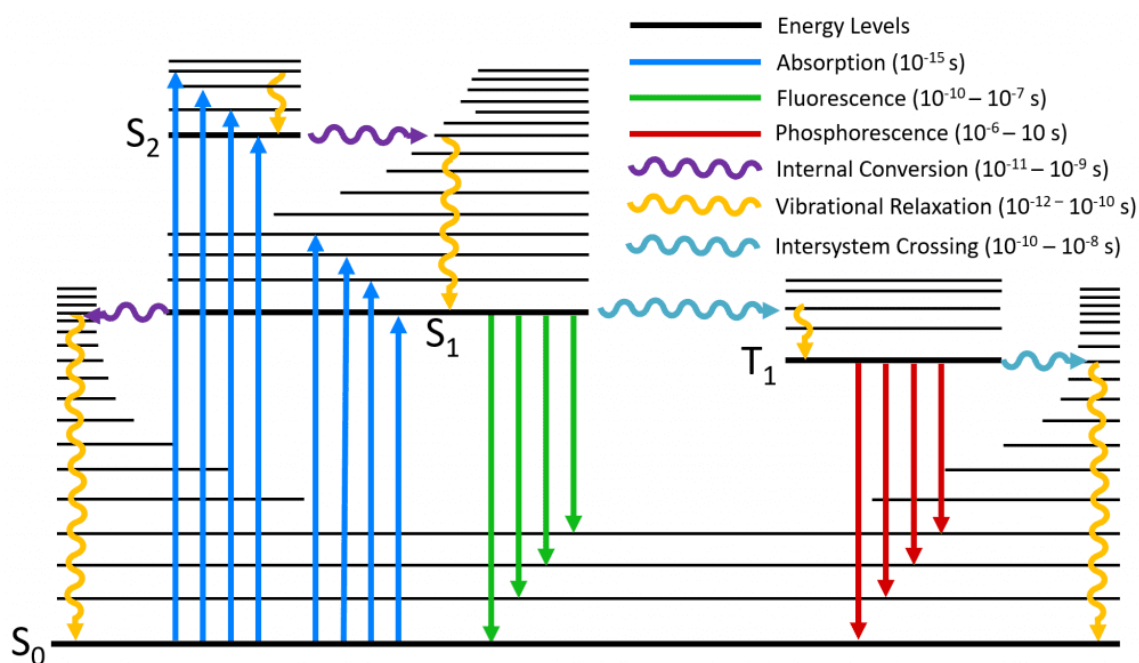 Energy Levels
Absorption (10⁻¹⁵ s)
Fluorescence (10⁻¹⁰ – 10⁻⁷ s)
Phosphorescence (10⁻⁶ – 10 s)
Internal Conversion (10⁻¹¹ – 10⁻⁹ s)
Vibrational Relaxation (10⁻¹² ⁻ 10⁻¹⁰ s)
Intersystem Crossing (10⁻¹⁰ – 10⁻⁸ s)
S₂
S₁
T₁
S₀